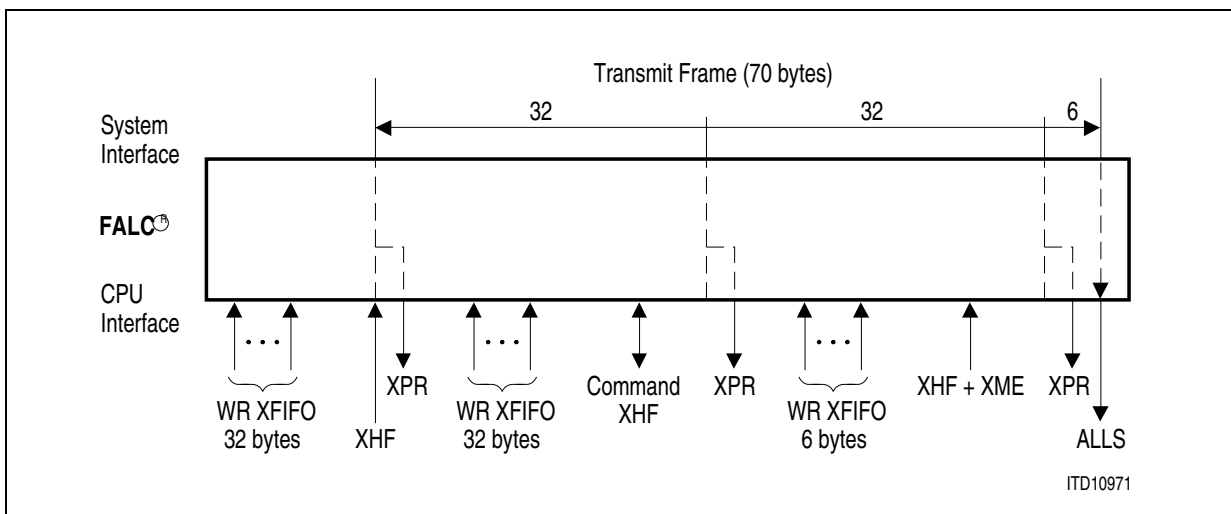 Transmit Frame (70 bytes)
32
32
6
System
Interface
FALC®
CPU
Interface
• • •
• • •
• • •
XPR
Command
XHF
XPR
XHF + XME
XPR
WR XFIFO
32 bytes
XHF
WR XFIFO
32 bytes
WR XFIFO
6 bytes
ALLS
ITD10971